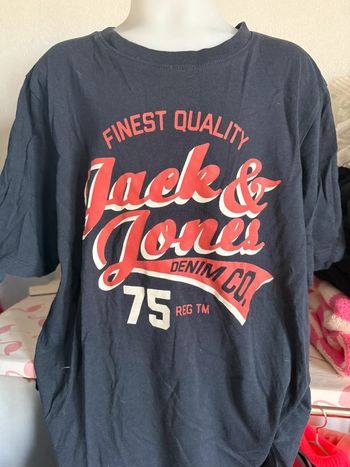 FINEST QUALITY
Jack &
Jones
DENIM CO.
75 REG TM